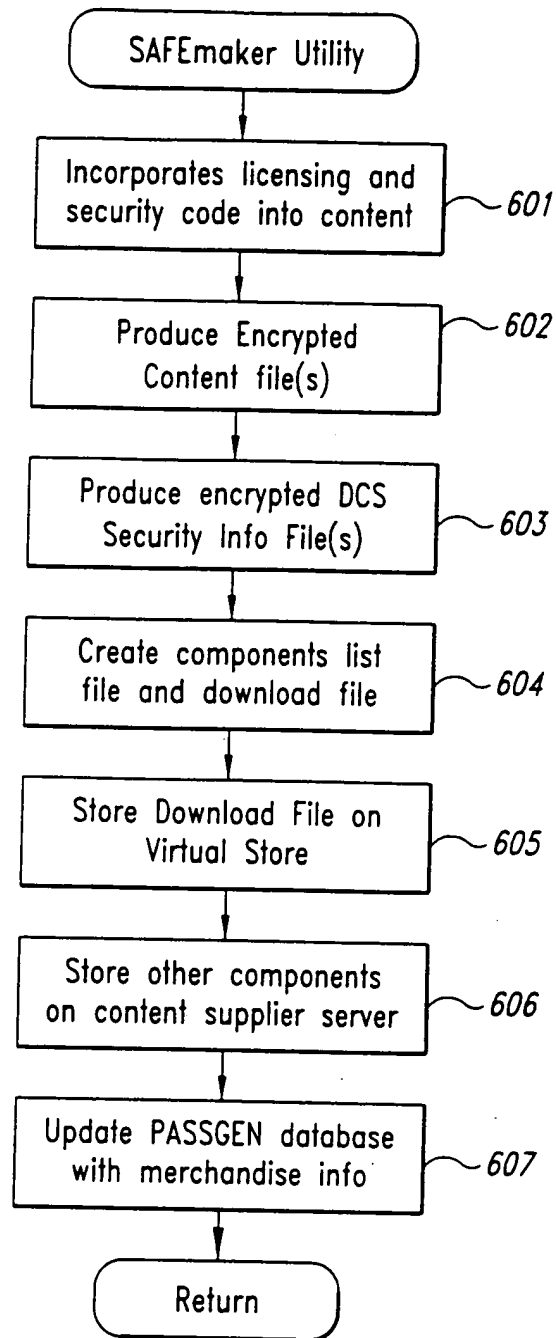 SAFEmaker Utility
Incorporates licensing and
security code into content
601
Produce Encrypted
Content file(s)
602
Produce encrypted DCS
Security Info File(s)
603
Create components list
file and download file
604
Store Download File on
Virtual Store
605
Store other components
on content supplier server
606
Update PASSGEN database
with merchandise info
607
Return